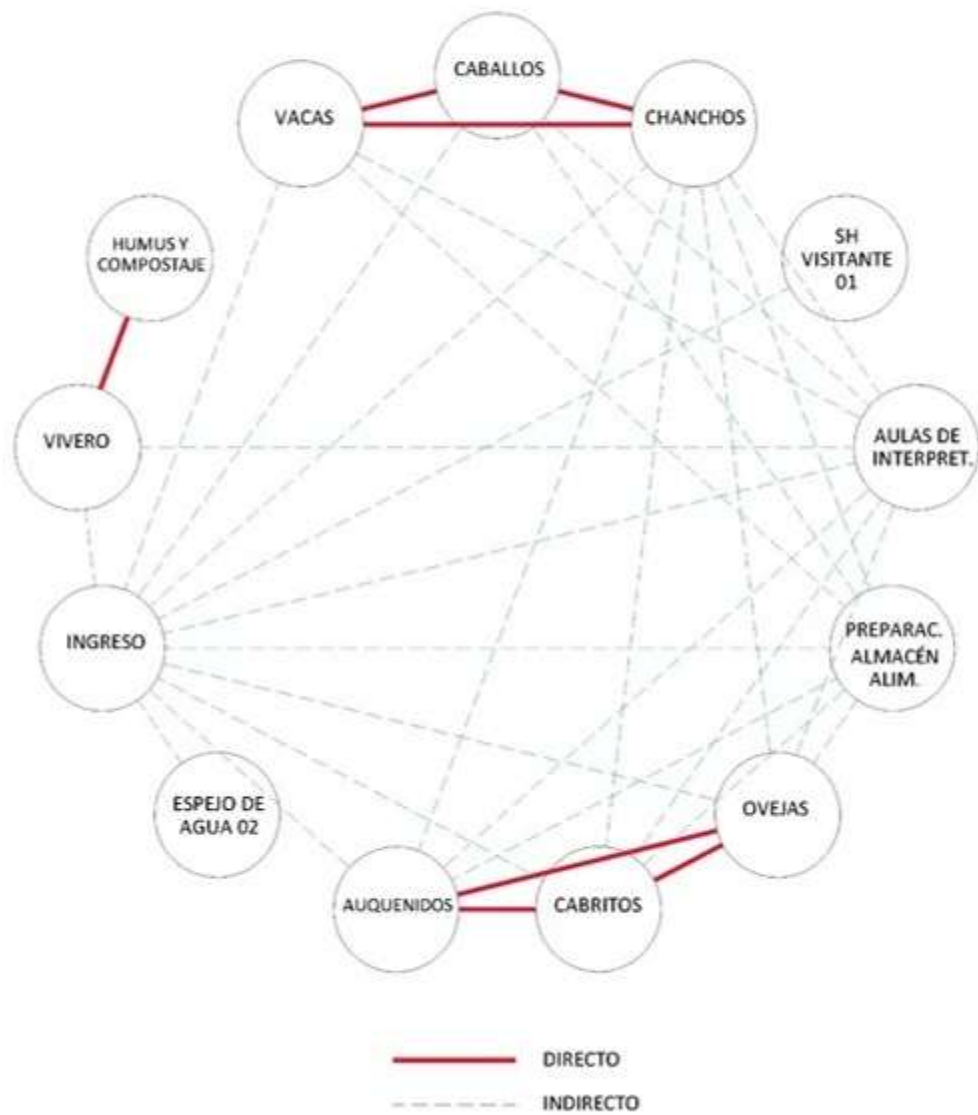 CABALLOS
VACAS
CHANCHOS
HUMUS Y
COMPOSTAJE
SH
VISITANTE
01
VIVERO
AULAS DE
INTERPRET.
INGRESO
PREPARAC.
ALMACÉN
ALIM.
ESPEJO DE
AGUA 02
OVEJAS
AUQUENIDOS
CABRITOS
DIRECTO
INDIRECTO